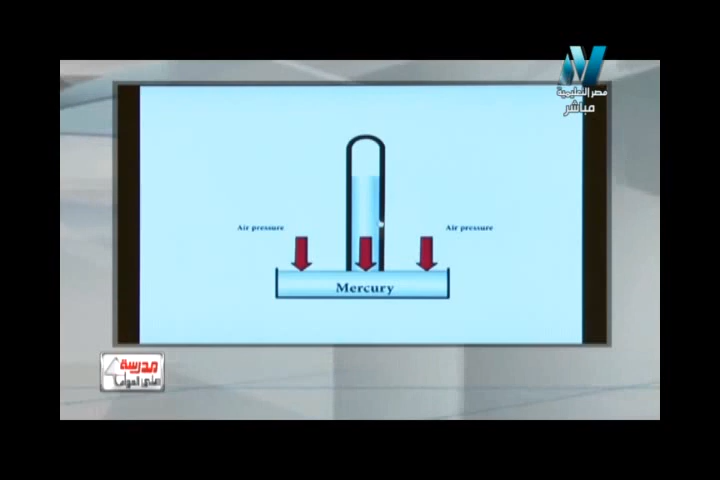 مصر التعليمية
مباشر
Air pressure
Air pressure
Mercury
مدرسة
على الهواء